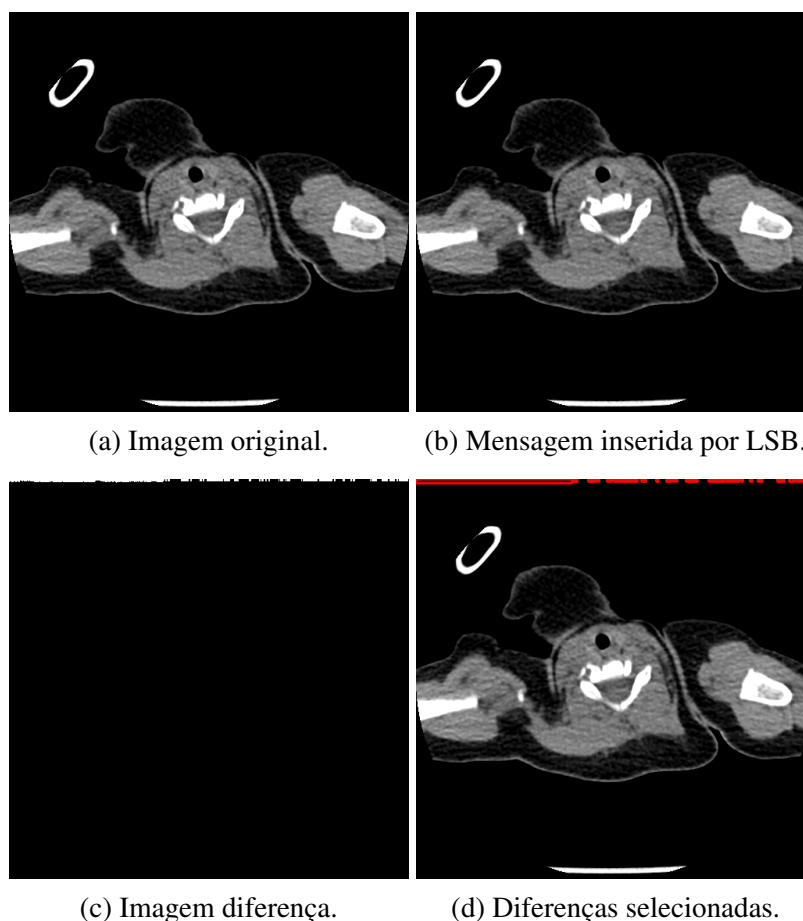 (a) Imagem original.
(b) Mensagem inserida por LSB.
(c) Imagem diferença.
(d) Diferenças selecionadas.